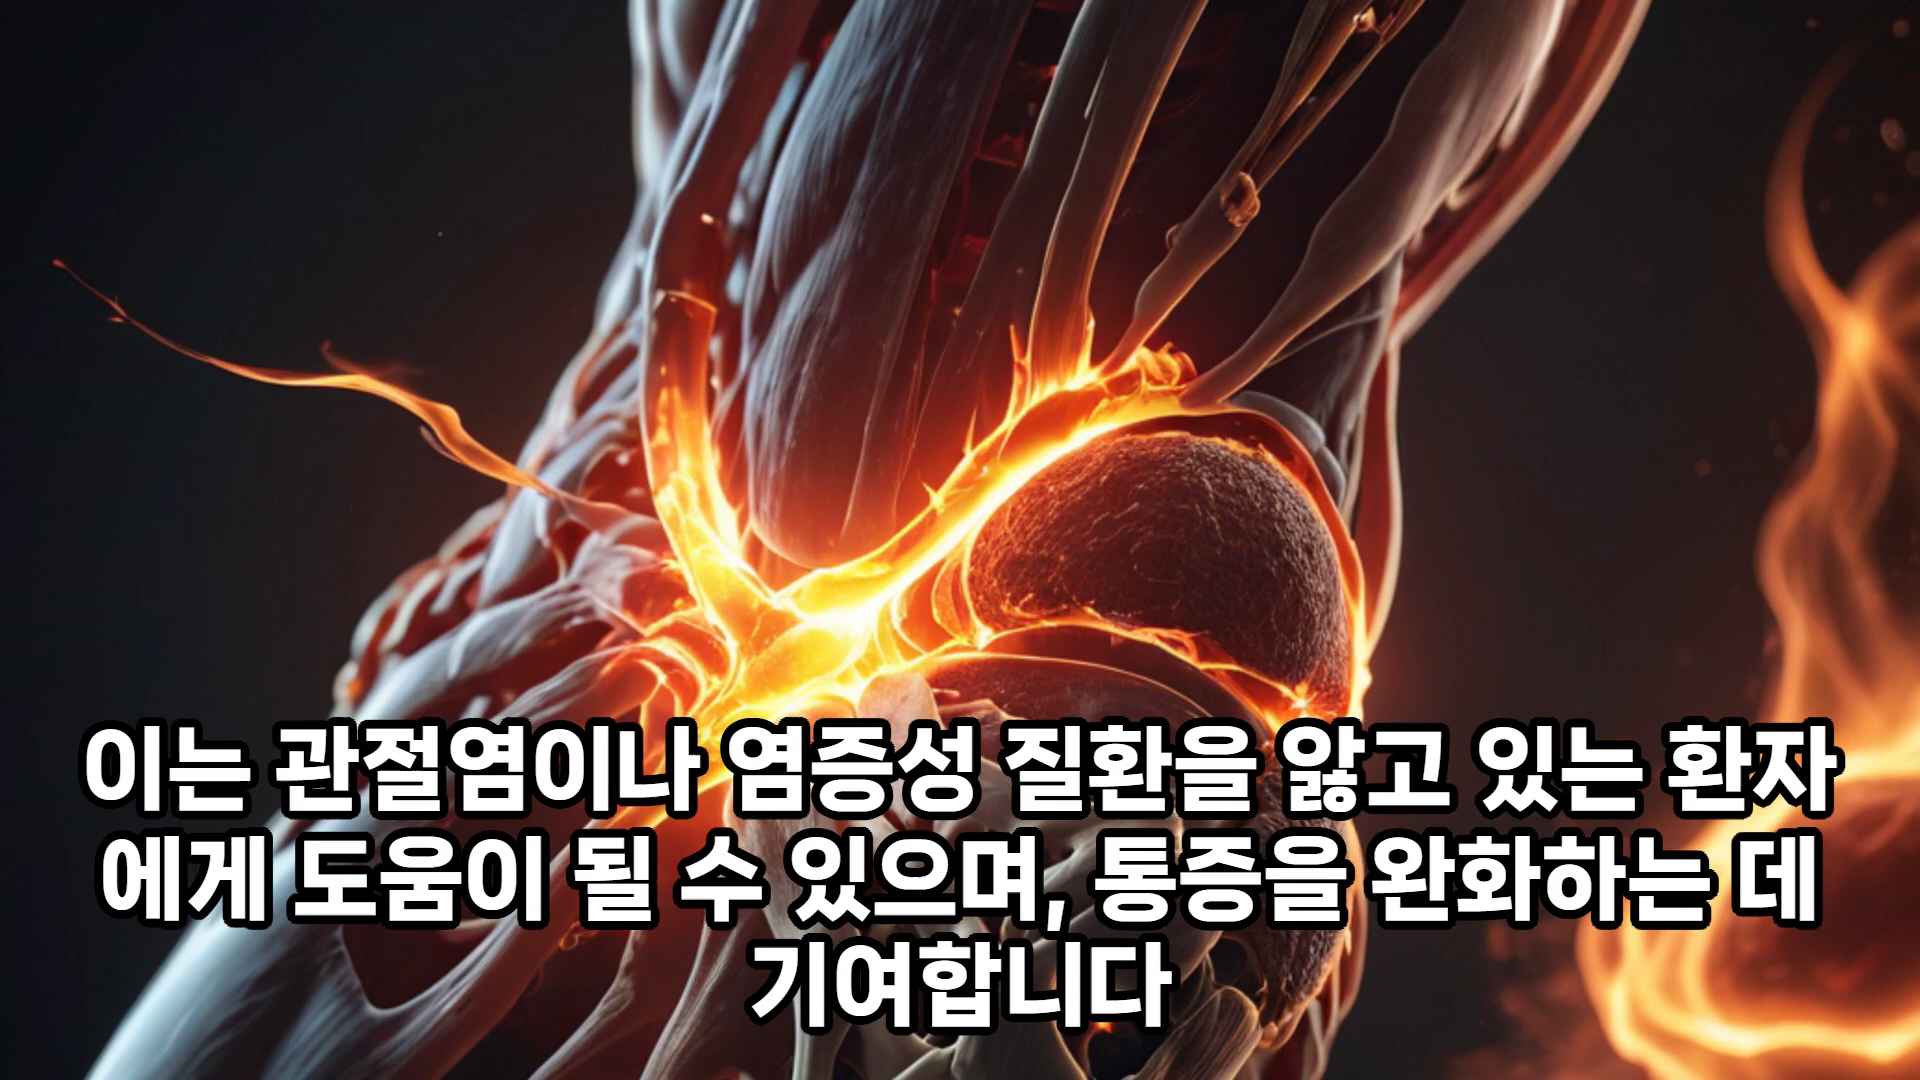 이는 관절염이나 염증성 질환을 앓고 있는 환자
에게 도움이 될 수 있으며, 통증을 완화하는 데
기여합니다